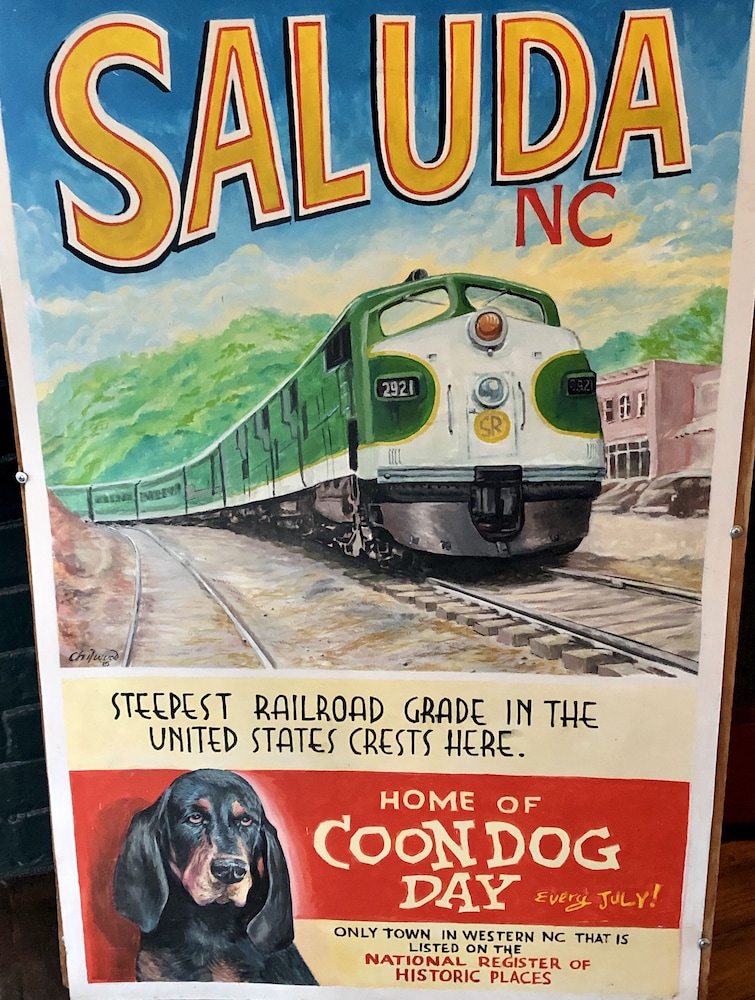 SALUDA
NC
2921
2921
SR
Chitwood
STEEPEST RAILROAD GRADE IN THE
UNITED STATES CRESTS HERE.
HOME OF
COON DOG
DAY Every JULY!
ONLY TOWN IN WESTERN NC THAT IS
LISTED ON THE
NATIONAL REGISTER OF
HISTORIC PLACES